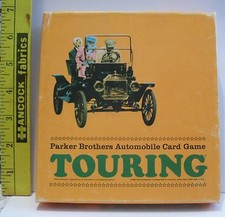 HANCOCK fabrics
Parker Brothers Automobile Card Game
TOURING